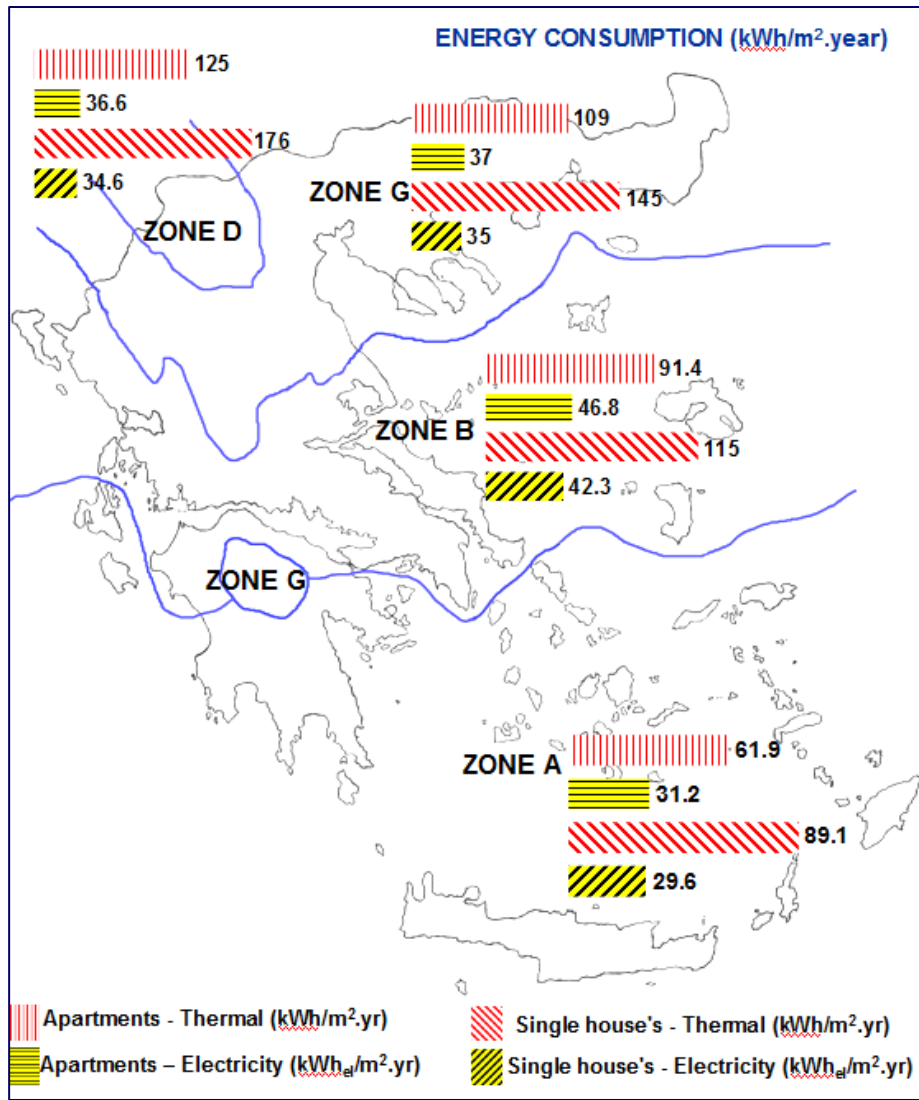 ENERGY CONSUMPTION (kWh/m².year)
125
36.6
176
34.6
109
37
ZONE G
145
35
ZONE D
91.4
46.8
ZONE B
115
42.3
ZONE G
61.9
ZONE A
31.2
89.1
29.6
Apartments - Thermal (kWh/m².yr)
Single house's - Thermal (kWh/m².yr)
Apartments – Electricity (kWhel/m².yr)
Single house's - Electricity (kWhel/m².yr)